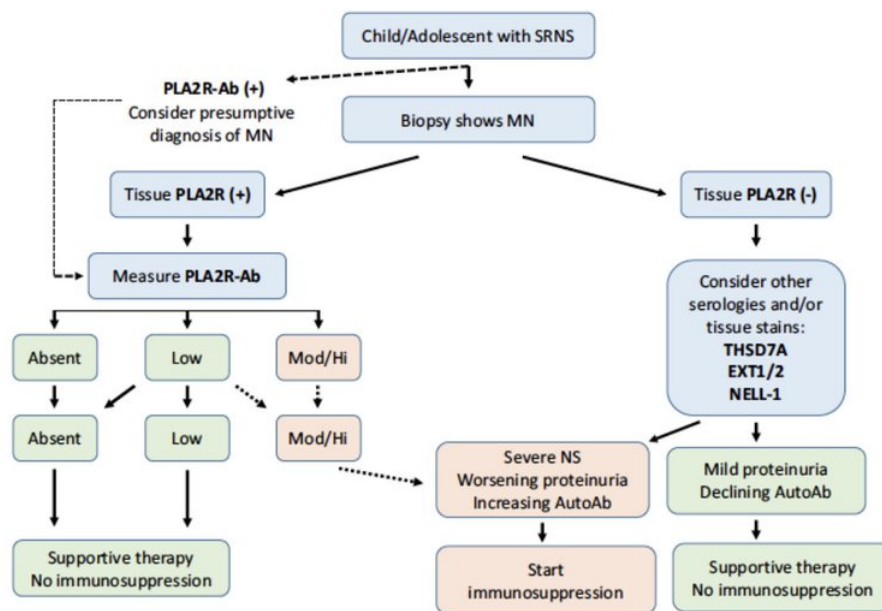 Child/Adolescent with SRNS
PLA2R-Ab (+)
Consider presumptive
diagnosis of MN
Biopsy shows MN
Tissue PLA2R (+)
Tissue PLA2R (-)
Measure PLA2R-Ab
Consider other
serologies and/or
tissue stains:
THSD7A
EXT1/2
NELL-1
Absent
Low
Mod/Hi
Absent
Low
Mod/Hi
Severe NS
Worsening proteinuria
Increasing AutoAb
Mild proteinuria
Declining AutoAb
Supportive therapy
No immunosuppression
Start
immunosuppression
Supportive therapy
No immunosuppression